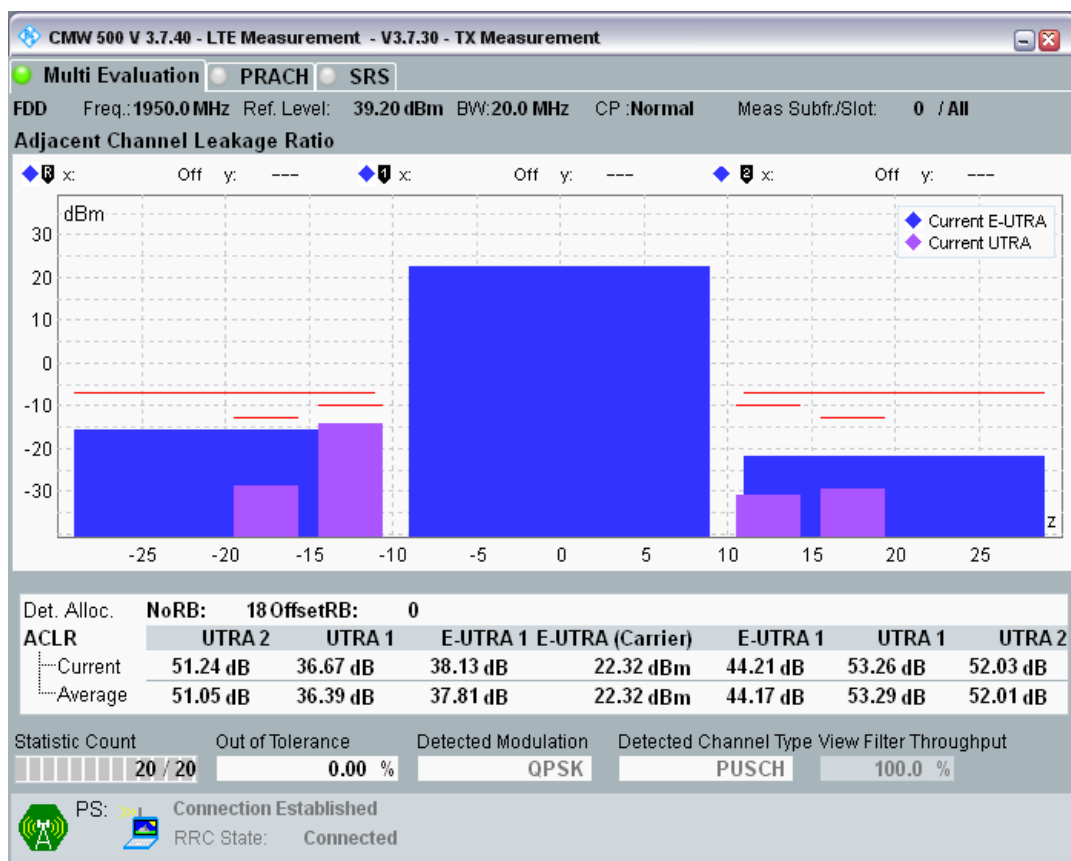 CMW 500 V 3.7.40 - LTE Measurement - V3.7.30 - TX Measurement
Multi Evaluation PRACH SRS
FDD Freq.: 1950.0 MHz Ref. Level: 39.20 dBm BW: 20.0 MHz CP : Normal Meas Subfr./Slot: 0 / All
Adjacent Channel Leakage Ratio
R x: Off y: --- 1 x: Off y: --- 2 x: Off y: ---
dBm
Current E-UTRA
Current UTRA
30
20
10
0
-10
-20
-30
z
-25 -20 -15 -10 -5 0 5 10 15 20 25
Det. Alloc. NoRB: 18 OffsetRB: 0
ACLR UTRA 2 UTRA 1 E-UTRA 1 E-UTRA (Carrier) E-UTRA 1 UTRA 1 UTRA 2
Current 51.24 dB 36.67 dB 38.13 dB 22.32 dBm 44.21 dB 53.26 dB 52.03 dB
Average 51.05 dB 36.39 dB 37.81 dB 22.32 dBm 44.17 dB 53.29 dB 52.01 dB
Statistic Count Out of Tolerance Detected Modulation Detected Channel Type View Filter Throughput
20 / 20 0.00 % QPSK PUSCH 100.0 %
PS: Connection Established
RRC State: Connected